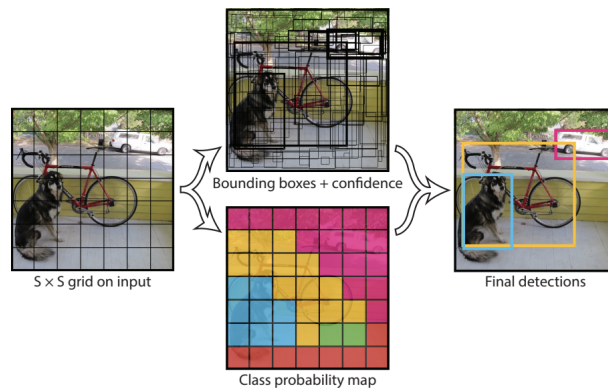 S × S grid on input
Bounding boxes + confidence
Class probability map
Final detections